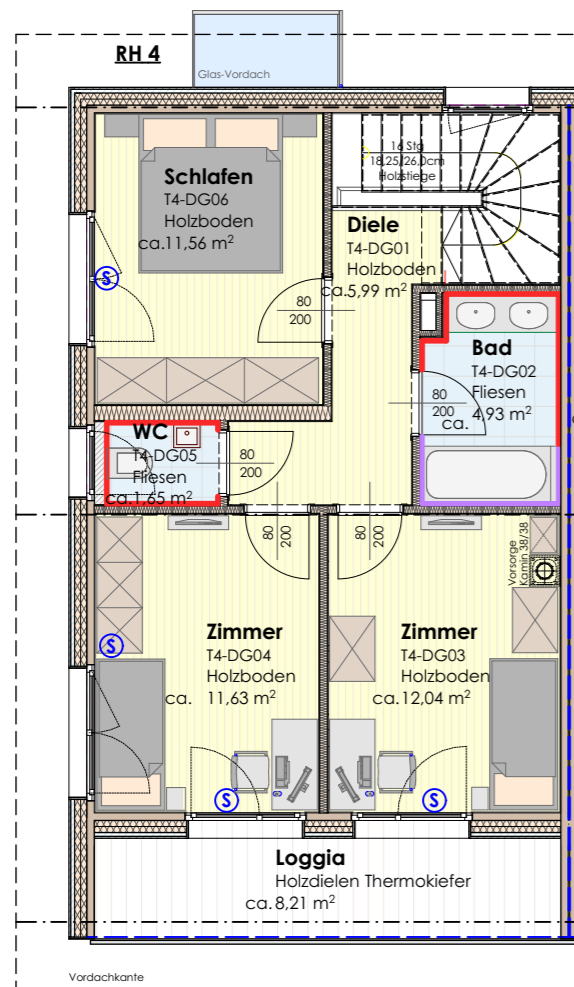 RH 4
Glas-Vordach
16 Stg
18,25/26,0cm
Holzstiege
Schlafen
T4-DG06
Holzboden
ca.11,56 m²
S
Diele
T4-DG01
Holzboden
ca.5,99 m²
80
200
Bad
T4-DG02
Fliesen
ca. 4,93 m²
80
200
WC
T4-DG05
Fliesen
ca.1,65 m²
80
200
80
200
80
200
Vorsorge
Kamin 38/38
S
Zimmer
T4-DG04
Holzboden
ca. 11,63 m²
Zimmer
T4-DG03
Holzboden
ca.12,04 m²
S
S
Loggia
Holzdielen Thermokiefer
ca.8,21 m²
Vordachkante